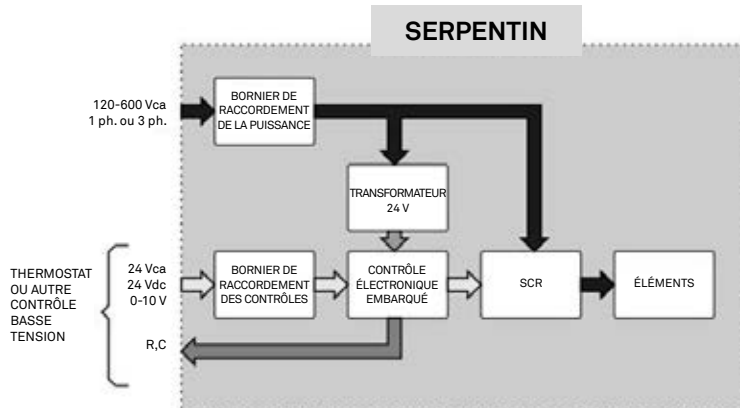 SERPENTIN
120-600 Vca
1 ph. ou 3 ph.
BORNIER DE
RACCORDEMENT
DE LA PUISSANCE
TRANSFORMATEUR
24 V
THERMOSTAT
OU AUTRE
CONTRÔLE
BASSE
TENSION
24 Vca
24 Vdc
0-10 V
R,C
BORNIER DE
RACCORDEMENT
DES CONTRÔLES
CONTRÔLE
ÉLECTRONIQUE
EMBARQUÉ
SCR
ÉLÉMENTS